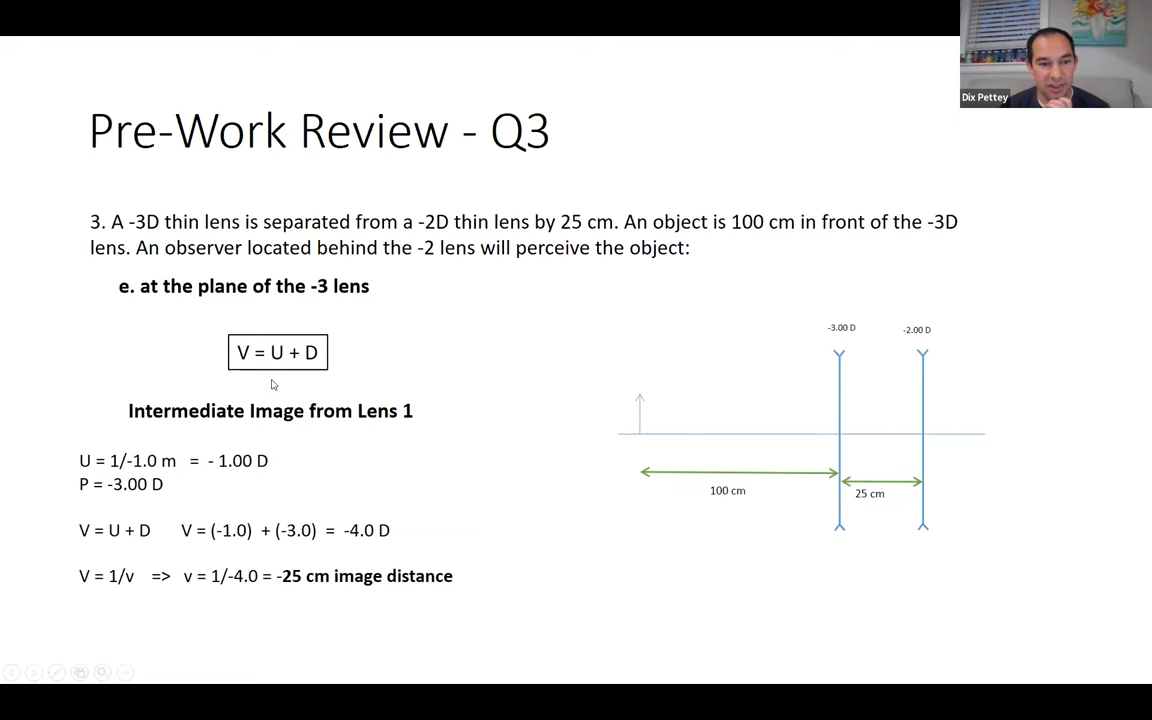 Dix Pettey
Pre-Work Review - Q3
3. A -3D thin lens is separated from a -2D thin lens by 25 cm. An object is 100 cm in front of the -3D
lens. An observer located behind the -2 lens will perceive the object:
e. at the plane of the -3 lens
V = U + D
Intermediate Image from Lens 1
U = 1/-1.0 m = - 1.00 D
P = -3.00 D
V = U + D V = (-1.0) + (-3.0) = -4.0 D
V = 1/v => v = 1/-4.0 = -25 cm image distance
-3.00 D
-2.00 D
100 cm
25 cm